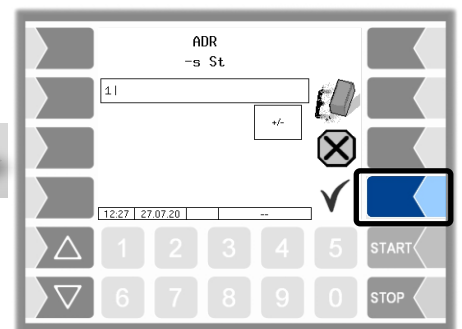 ADR
-s St
1
+/-
12:27 27.07.20 --
1 2 3 4 5 START
6 7 8 9 0 STOP